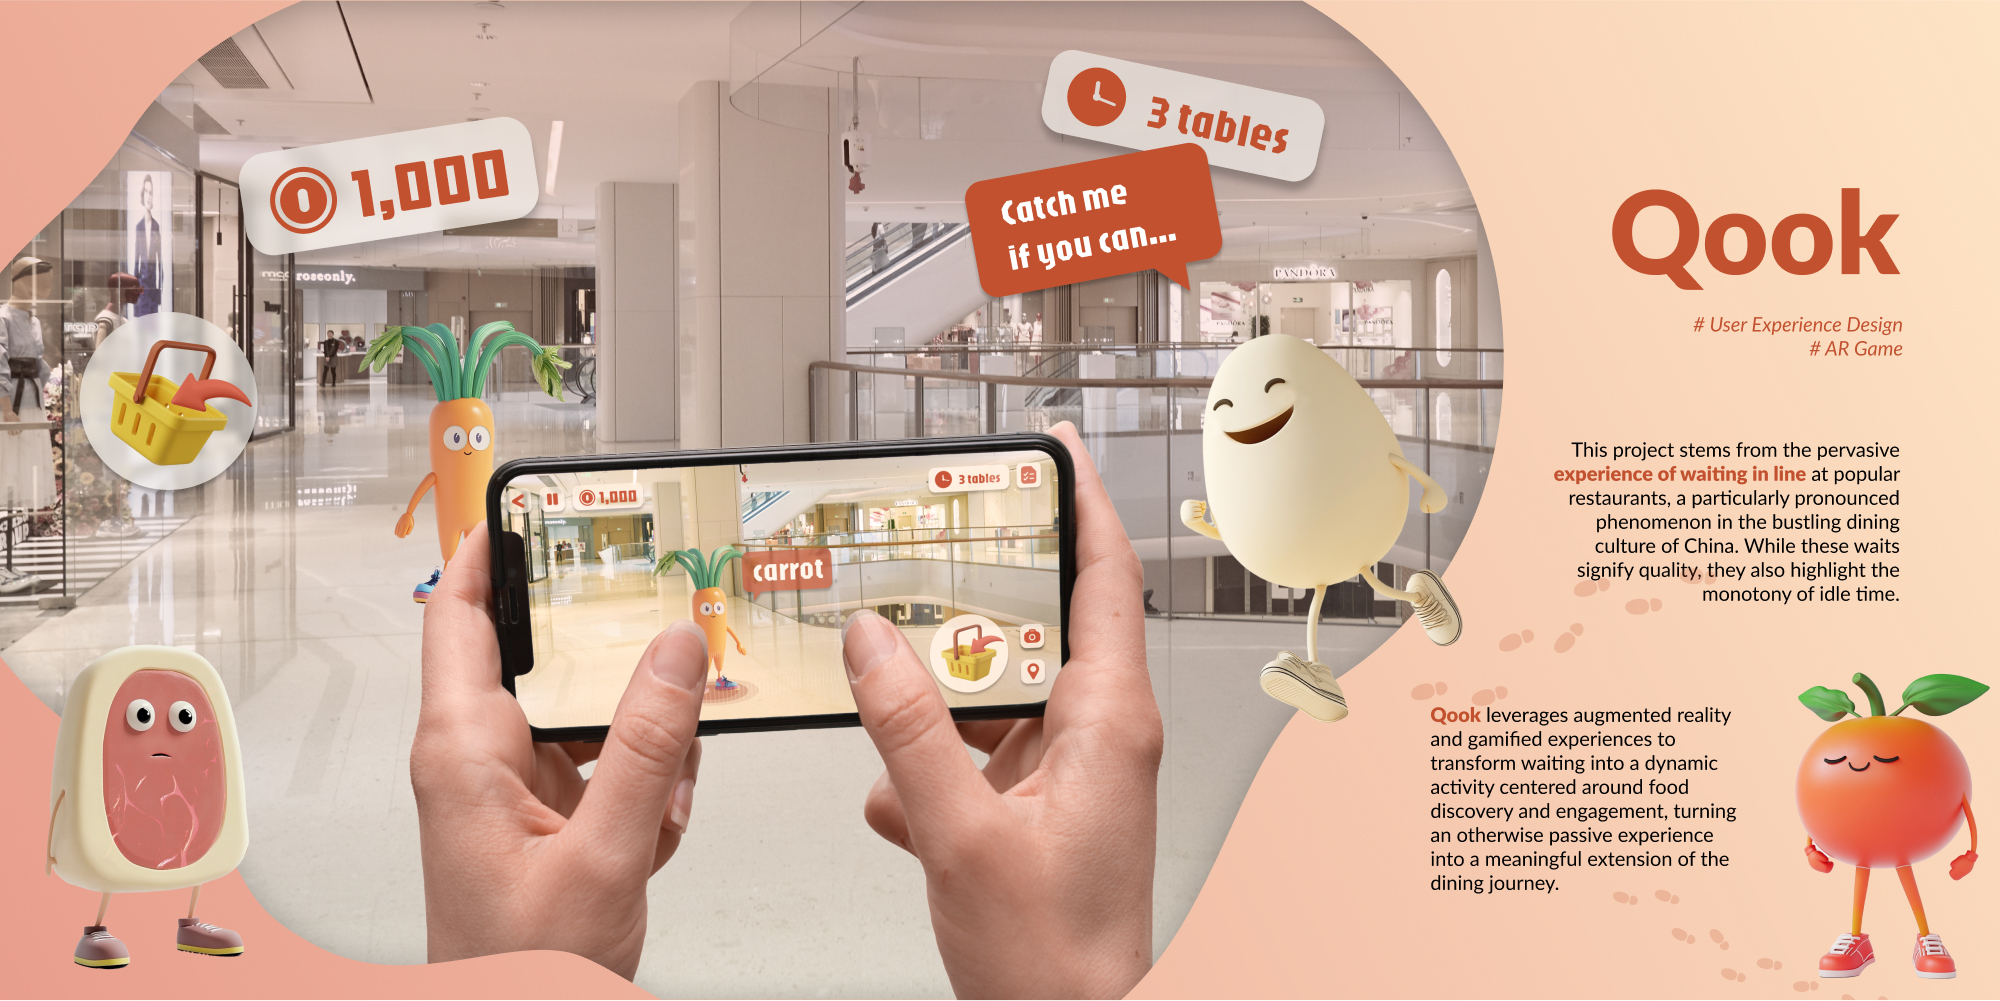 1,000
3 tables
Catch me
if you can...
roseonly.
PANDORA
PANDORA
PANDORA
1,000
3 tables
carrot
Qook
# User Experience Design
# AR Game
This project stems from the pervasive
experience of waiting in line at popular
restaurants, a particularly pronounced
phenomenon in the bustling dining
culture of China. While these waits
signify quality, they also highlight the
monotony of idle time.
Qook leverages augmented reality
and gamified experiences to
transform waiting into a dynamic
activity centered around food
discovery and engagement, turning
an otherwise passive experience
into a meaningful extension of the
dining journey.